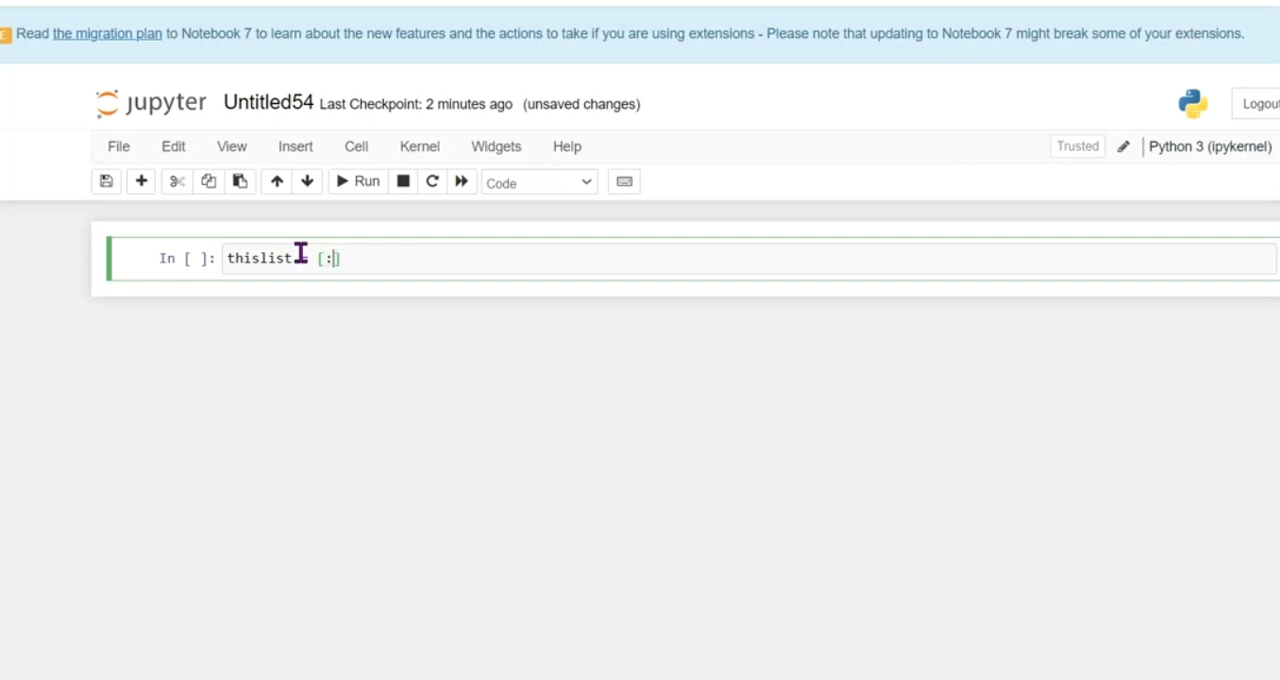 E Read the migration plan to Notebook 7 to learn about the new features and the actions to take if you are using extensions - Please note that updating to Notebook 7 might break some of your extensions.
jupyter Untitled54 Last Checkpoint: 2 minutes ago (unsaved changes) Logout
File Edit View Insert Cell Kernel Widgets Help Trusted Python 3 (ipykernel)
Run Code
In [ ]: thislist [:]